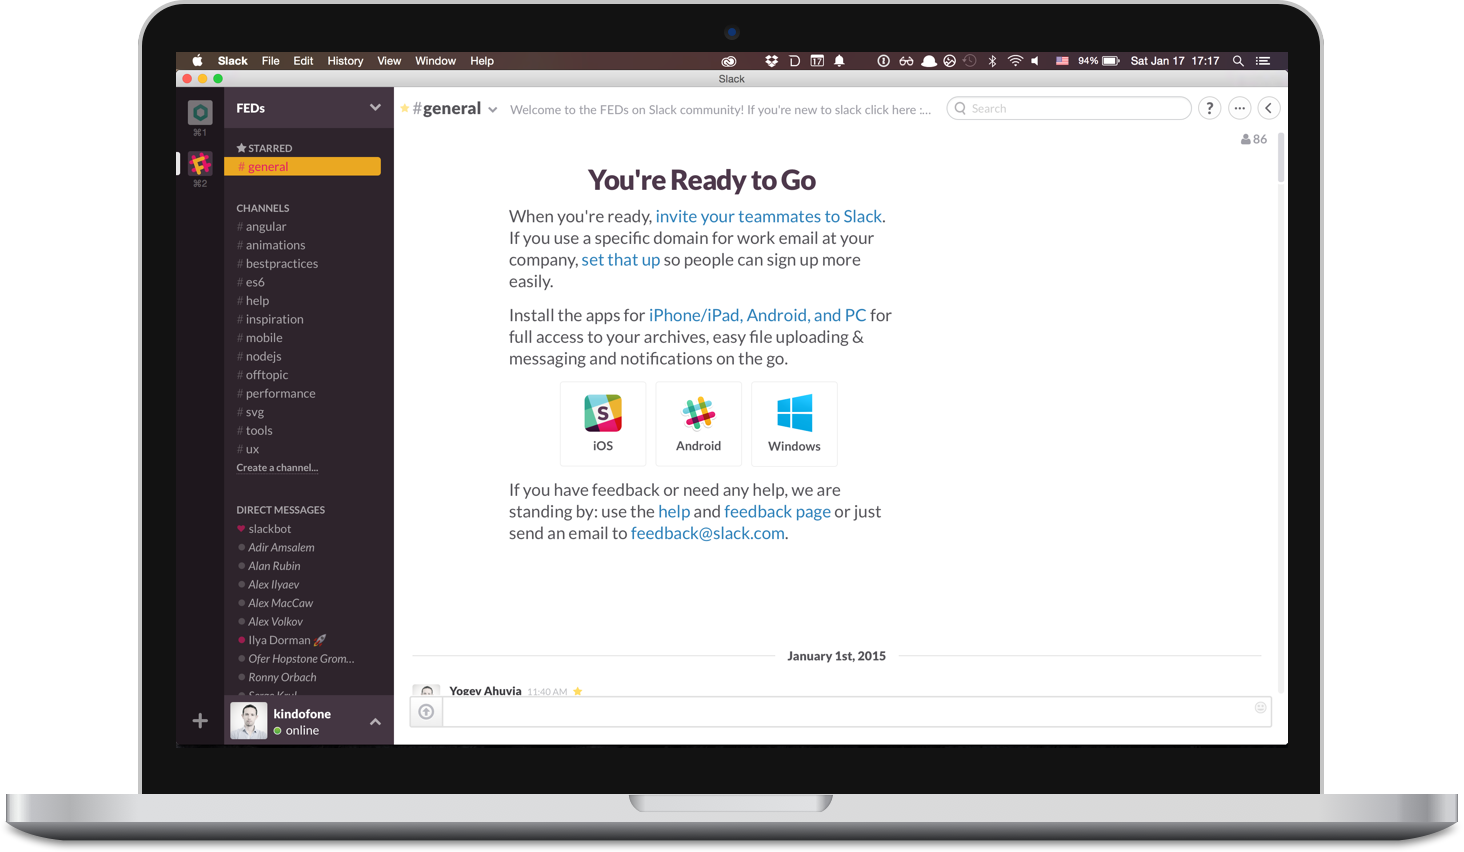 Slack File Edit History View Window Help
17 94% Sat Jan 17 17:17
Slack
⌘1
⌘2
FEDs
STARRED
# general
CHANNELS
# angular
# animations
# bestpractices
# es6
# help
# inspiration
# mobile
# nodejs
# offtopic
# performance
# svg
# tools
# ux
Create a channel...
DIRECT MESSAGES
slackbot
Adir Amsalem
Alan Rubin
Alex Ilyaev
Alex MacCaw
Alex Volkov
Ilya Dorman 🚀
Ofer Hopstone Grom...
Ronny Orbach
kindofone
online
#general
Welcome to the FEDs on Slack community! If you're new to slack click here :...
Search
?
86
You're Ready to Go
When you're ready, invite your teammates to Slack.
If you use a specific domain for work email at your
company, set that up so people can sign up more
easily.
Install the apps for iPhone/iPad, Android, and PC for
full access to your archives, easy file uploading &
messaging and notifications on the go.
S
iOS
Android
Windows
If you have feedback or need any help, we are
standing by: use the help and feedback page or just
send an email to feedback@slack.com.
January 1st, 2015
Yogev Ahuvia 11:40 AM